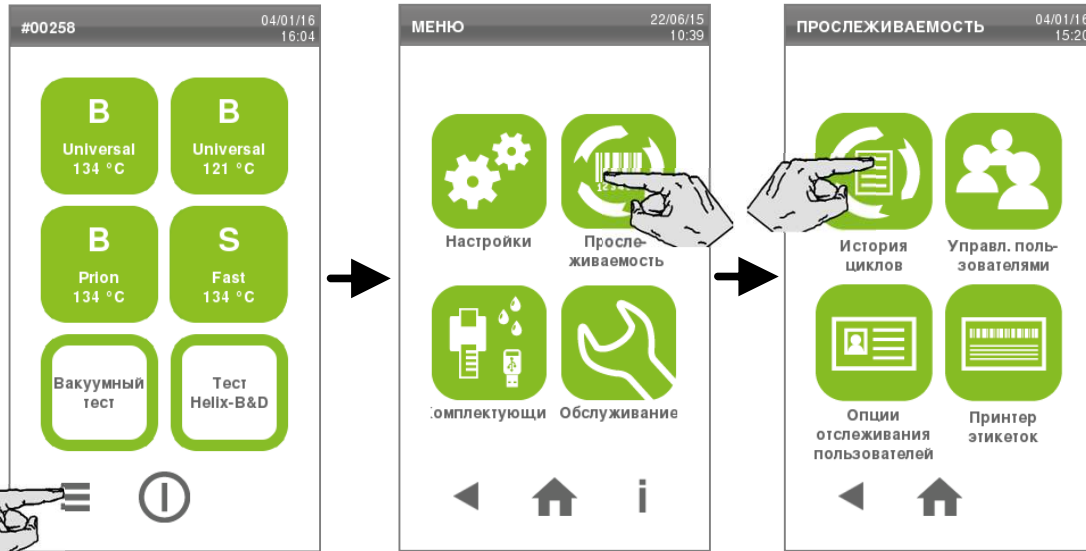 #00258
04/01/16
16:04
B
Universal
134 °C
B
Universal
121 °C
B
Prion
134 °C
S
Fast
134 °C
Вакуумный
тест
Тест
Helix-B&D
МЕНЮ
22/06/15
10:39
Настройки
Просле-
живаемость
омплектующи
Обслуживание
i
ПРОСЛЕЖИВАЕМОСТЬ
04/01/16
15:20
История
циклов
Управл. поль-
зователями
Опции
отслеживания
пользователей
Принтер
этикеток